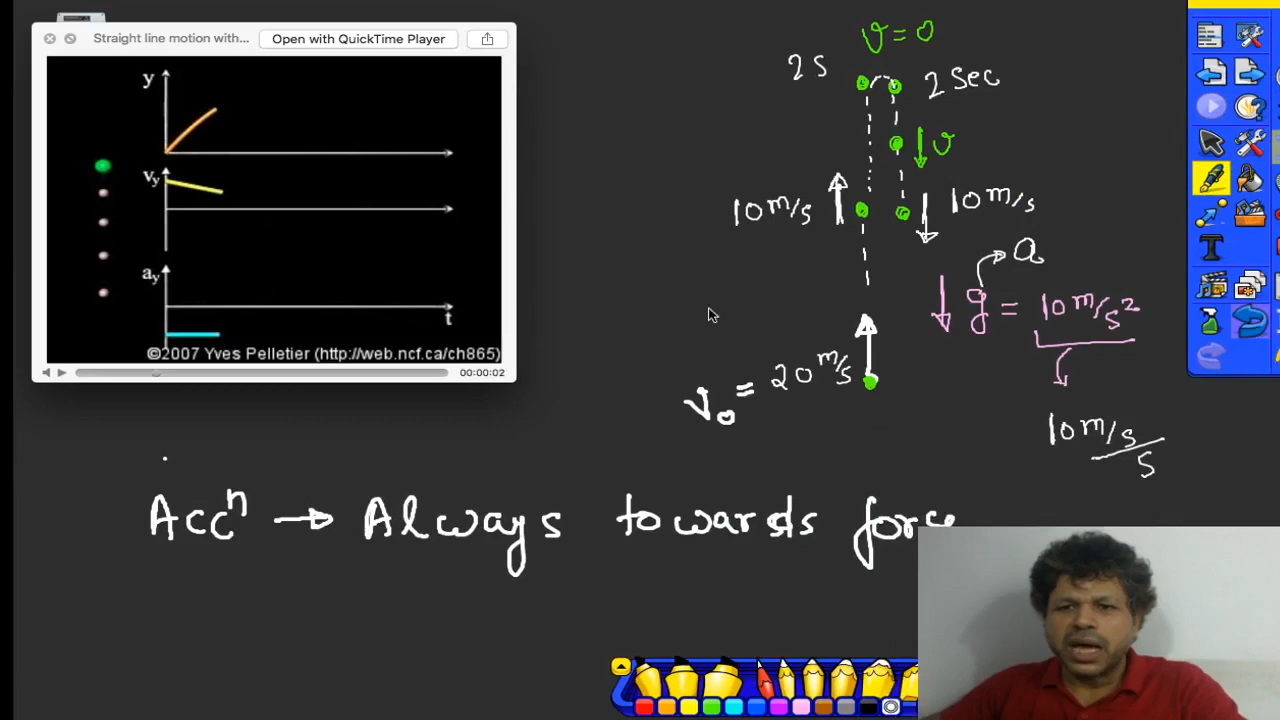 Straight line motion with...
Open with QuickTime Player
y
vy
ay
t
©2007 Yves Pelletier (http://web.ncf.ca/ch865)
00:00:02
v = 0
2 S
2 Sec
v
10 m/s
10 m/s
a
g = 10 m/s²
v₀ = 20 m/s
10 m/s/s
Accⁿ → Always towards force
T